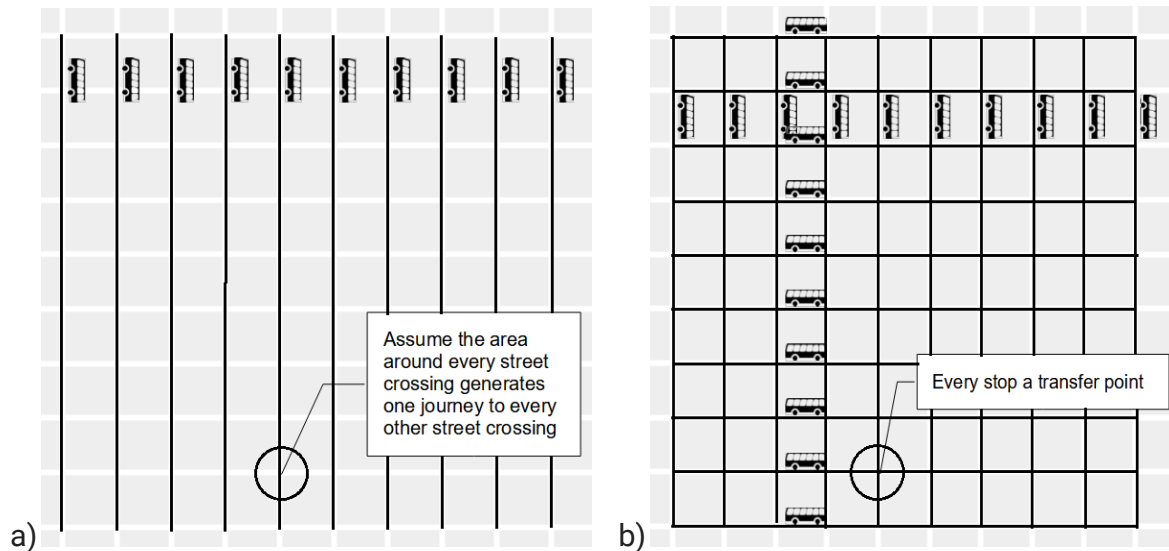 Assume the area
around every street
crossing generates
one journey to every
other street crossing
a)
Every stop a transfer point
b)